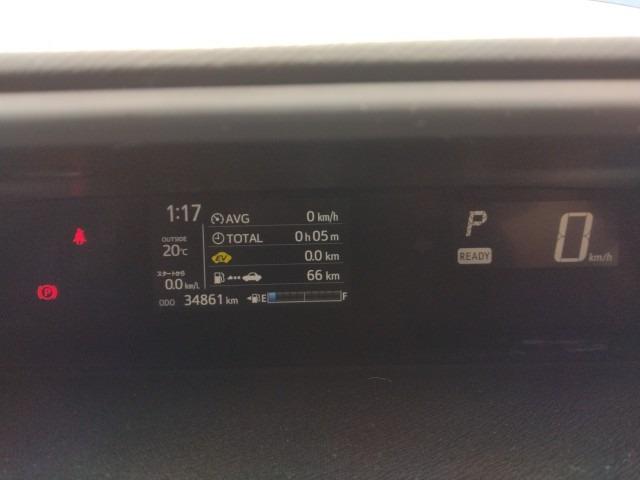 1:17
AVG 0 km/h
OUTSIDE
20℃
TOTAL 0h05m
EV 0.0 km
スタートから
0.0 km/L
66 km
ODO 34861 km
E F
P
READY
0 km/h
P